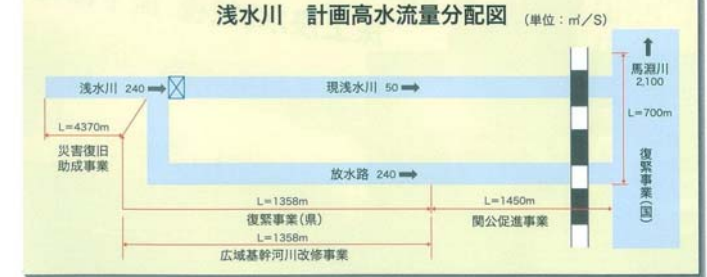 浅水川 計画高水流量分配図 (単位：㎥/S)
馬淵川
2,100
浅水川 240
現浅水川 50
L=700m
L=4370m
災害復旧
助成事業
放水路 240
復緊事業(国)
L=1358m
復緊事業(県)
L=1450m
関公促進事業
L=1358m
広域基幹河川改修事業